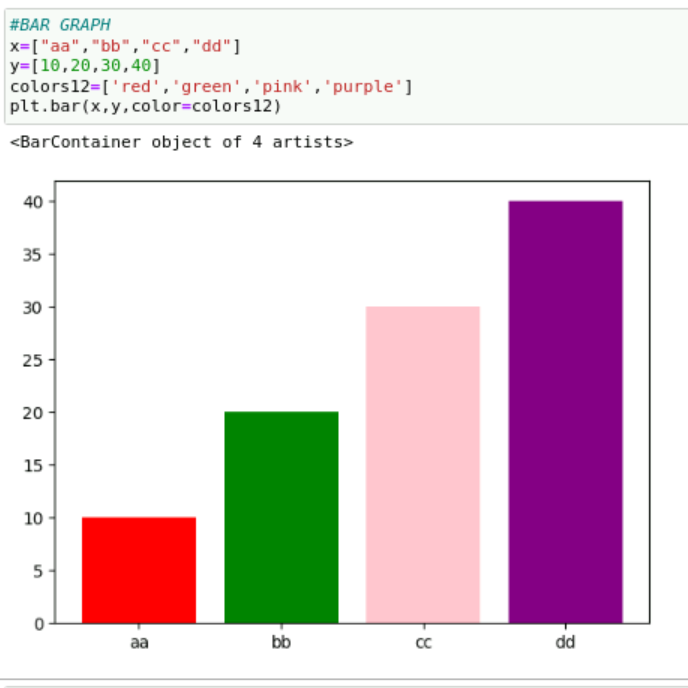 #BAR GRAPH
x=["aa","bb","cc","dd"]
y=[10,20,30,40]
colors12=['red','green','pink','purple']
plt.bar(x,y,color=colors12)
<BarContainer object of 4 artists>
40
35
30
25
20
15
10
5
0
aa bb cc dd